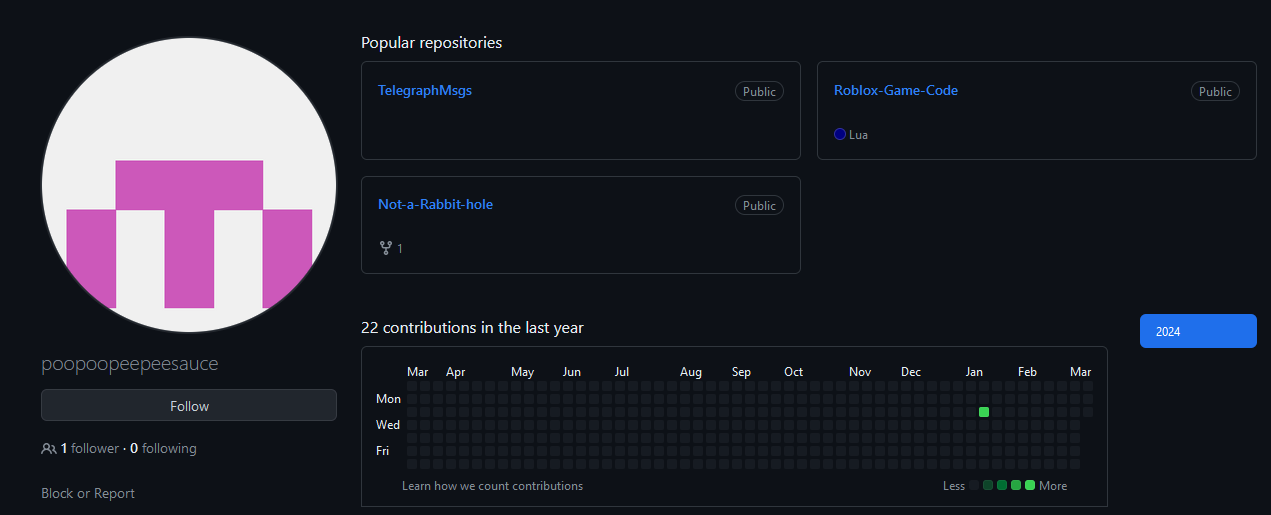 Popular repositories
TelegraphMsgs Public
Roblox-Game-Code Public
Lua
Not-a-Rabbit-hole Public
1
poopoopeepeesauce
Follow
1 follower · 0 following
Block or Report
22 contributions in the last year
2024
Mar Apr May Jun Jul Aug Sep Oct Nov Dec Jan Feb Mar
Mon
Wed
Fri
Learn how we count contributions
Less More